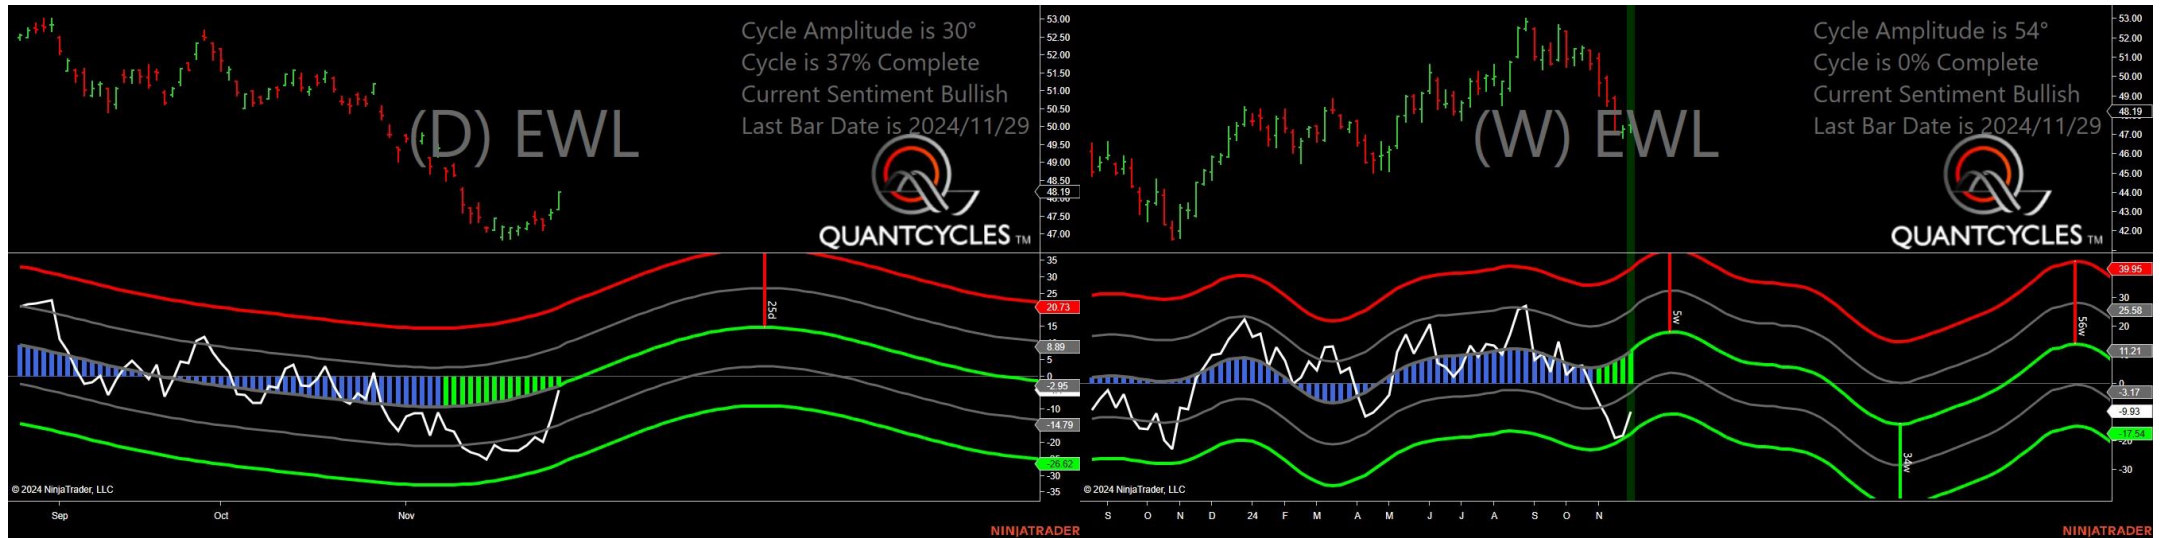 Cycle Amplitude is 30°
Cycle is 37% Complete
Current Sentiment Bullish
Last Bar Date is 2024/11/29
(D) EWL
QUANTCYCLES TM
53.00
52.50
52.00
51.50
51.00
50.50
50.00
49.50
49.00
48.50
48.19
48.00
47.50
47.00
35
30
25
20.73
15
8.89
5
0
-2.95
-10
-14.79
-20
-26.62
-30
-35
25d
© 2024 NinjaTrader, LLC
Sep Oct Nov
NINJATRADER
Cycle Amplitude is 54°
Cycle is 0% Complete
Current Sentiment Bullish
Last Bar Date is 2024/11/29
(W) EWL
QUANTCYCLES TM
53.00
52.00
51.00
50.00
49.00
48.19
47.00
46.00
45.00
44.00
43.00
42.00
39.95
30
25.58
20
11.21
0
-3.17
-9.93
-17.54
-20
-30
5w
34w
56w
© 2024 NinjaTrader, LLC
S O N D 24 F M A M J J A S O N
NINJATRADER